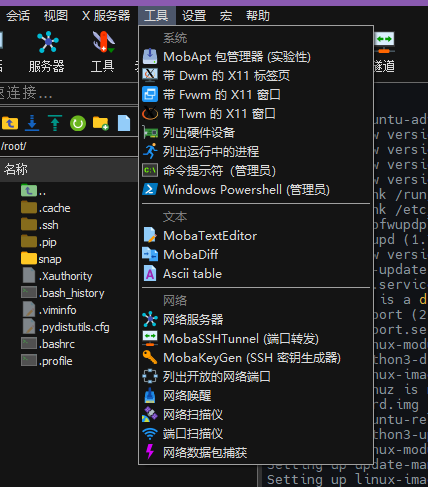 会话 视图 X 服务器 工具 设置 宏 帮助
服务器 工具 隧道
速连接...
/root/
名称
..
.cache
.ssh
.pip
snap
.Xauthority
.bash_history
.viminfo
.pydistutils.cfg
.bashrc
.profile
系统
MobApt 包管理器 (实验性)
带 Dwm 的 X11 标签页
带 Fvwm 的 X11 窗口
带 Twm 的 X11 窗口
列出硬件设备
列出运行中的进程
命令提示符（管理员）
Windows Powershell (管理员)
文本
MobaTextEditor
MobaDiff
Ascii table
网络
网络服务器
MobaSSHTunnel (端口转发)
MobaKeyGen (SSH 密钥生成器)
列出开放的网络端口
网络唤醒
网络扫描仪
端口扫描仪
网络数据包捕获
untu-ad
w versi
w versi
w versi
w versi
nk /run
nk /etc
ofwupdp
upd (1.
-update
.servic
is a d
port (2
port.se
nux-mod
thon3-d
nux-ima
nuz is
rd.img
untu-re
thon3-u
nux-mod
Setting up update-ma
Setting up linux-ima